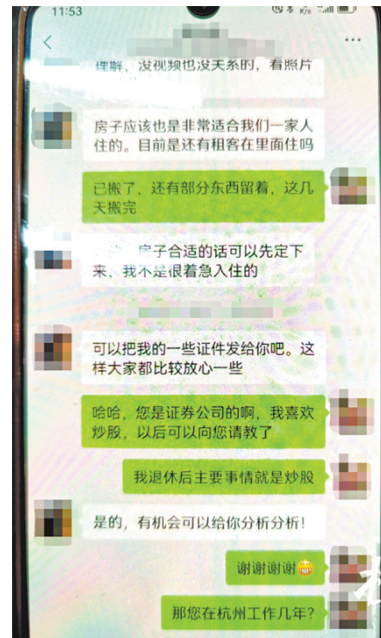 11:53
理解，没视频也没关系的，看照片
房子应该也是非常适合我们一家人
住的。目前是还有租客在里面住吗
已搬了，还有部分东西留着，这几
天搬完
房子合适的话可以先定下
来，我不是很着急入住的
可以把我的一些证件发给你吧。这
样大家都比较放心一些
哈哈，您是证券公司的啊，我喜欢
炒股，以后可以向您请教了
我退休后主要事情就是炒股
是的，有机会可以给你分析分析！
谢谢谢谢
那您在杭州工作几年？